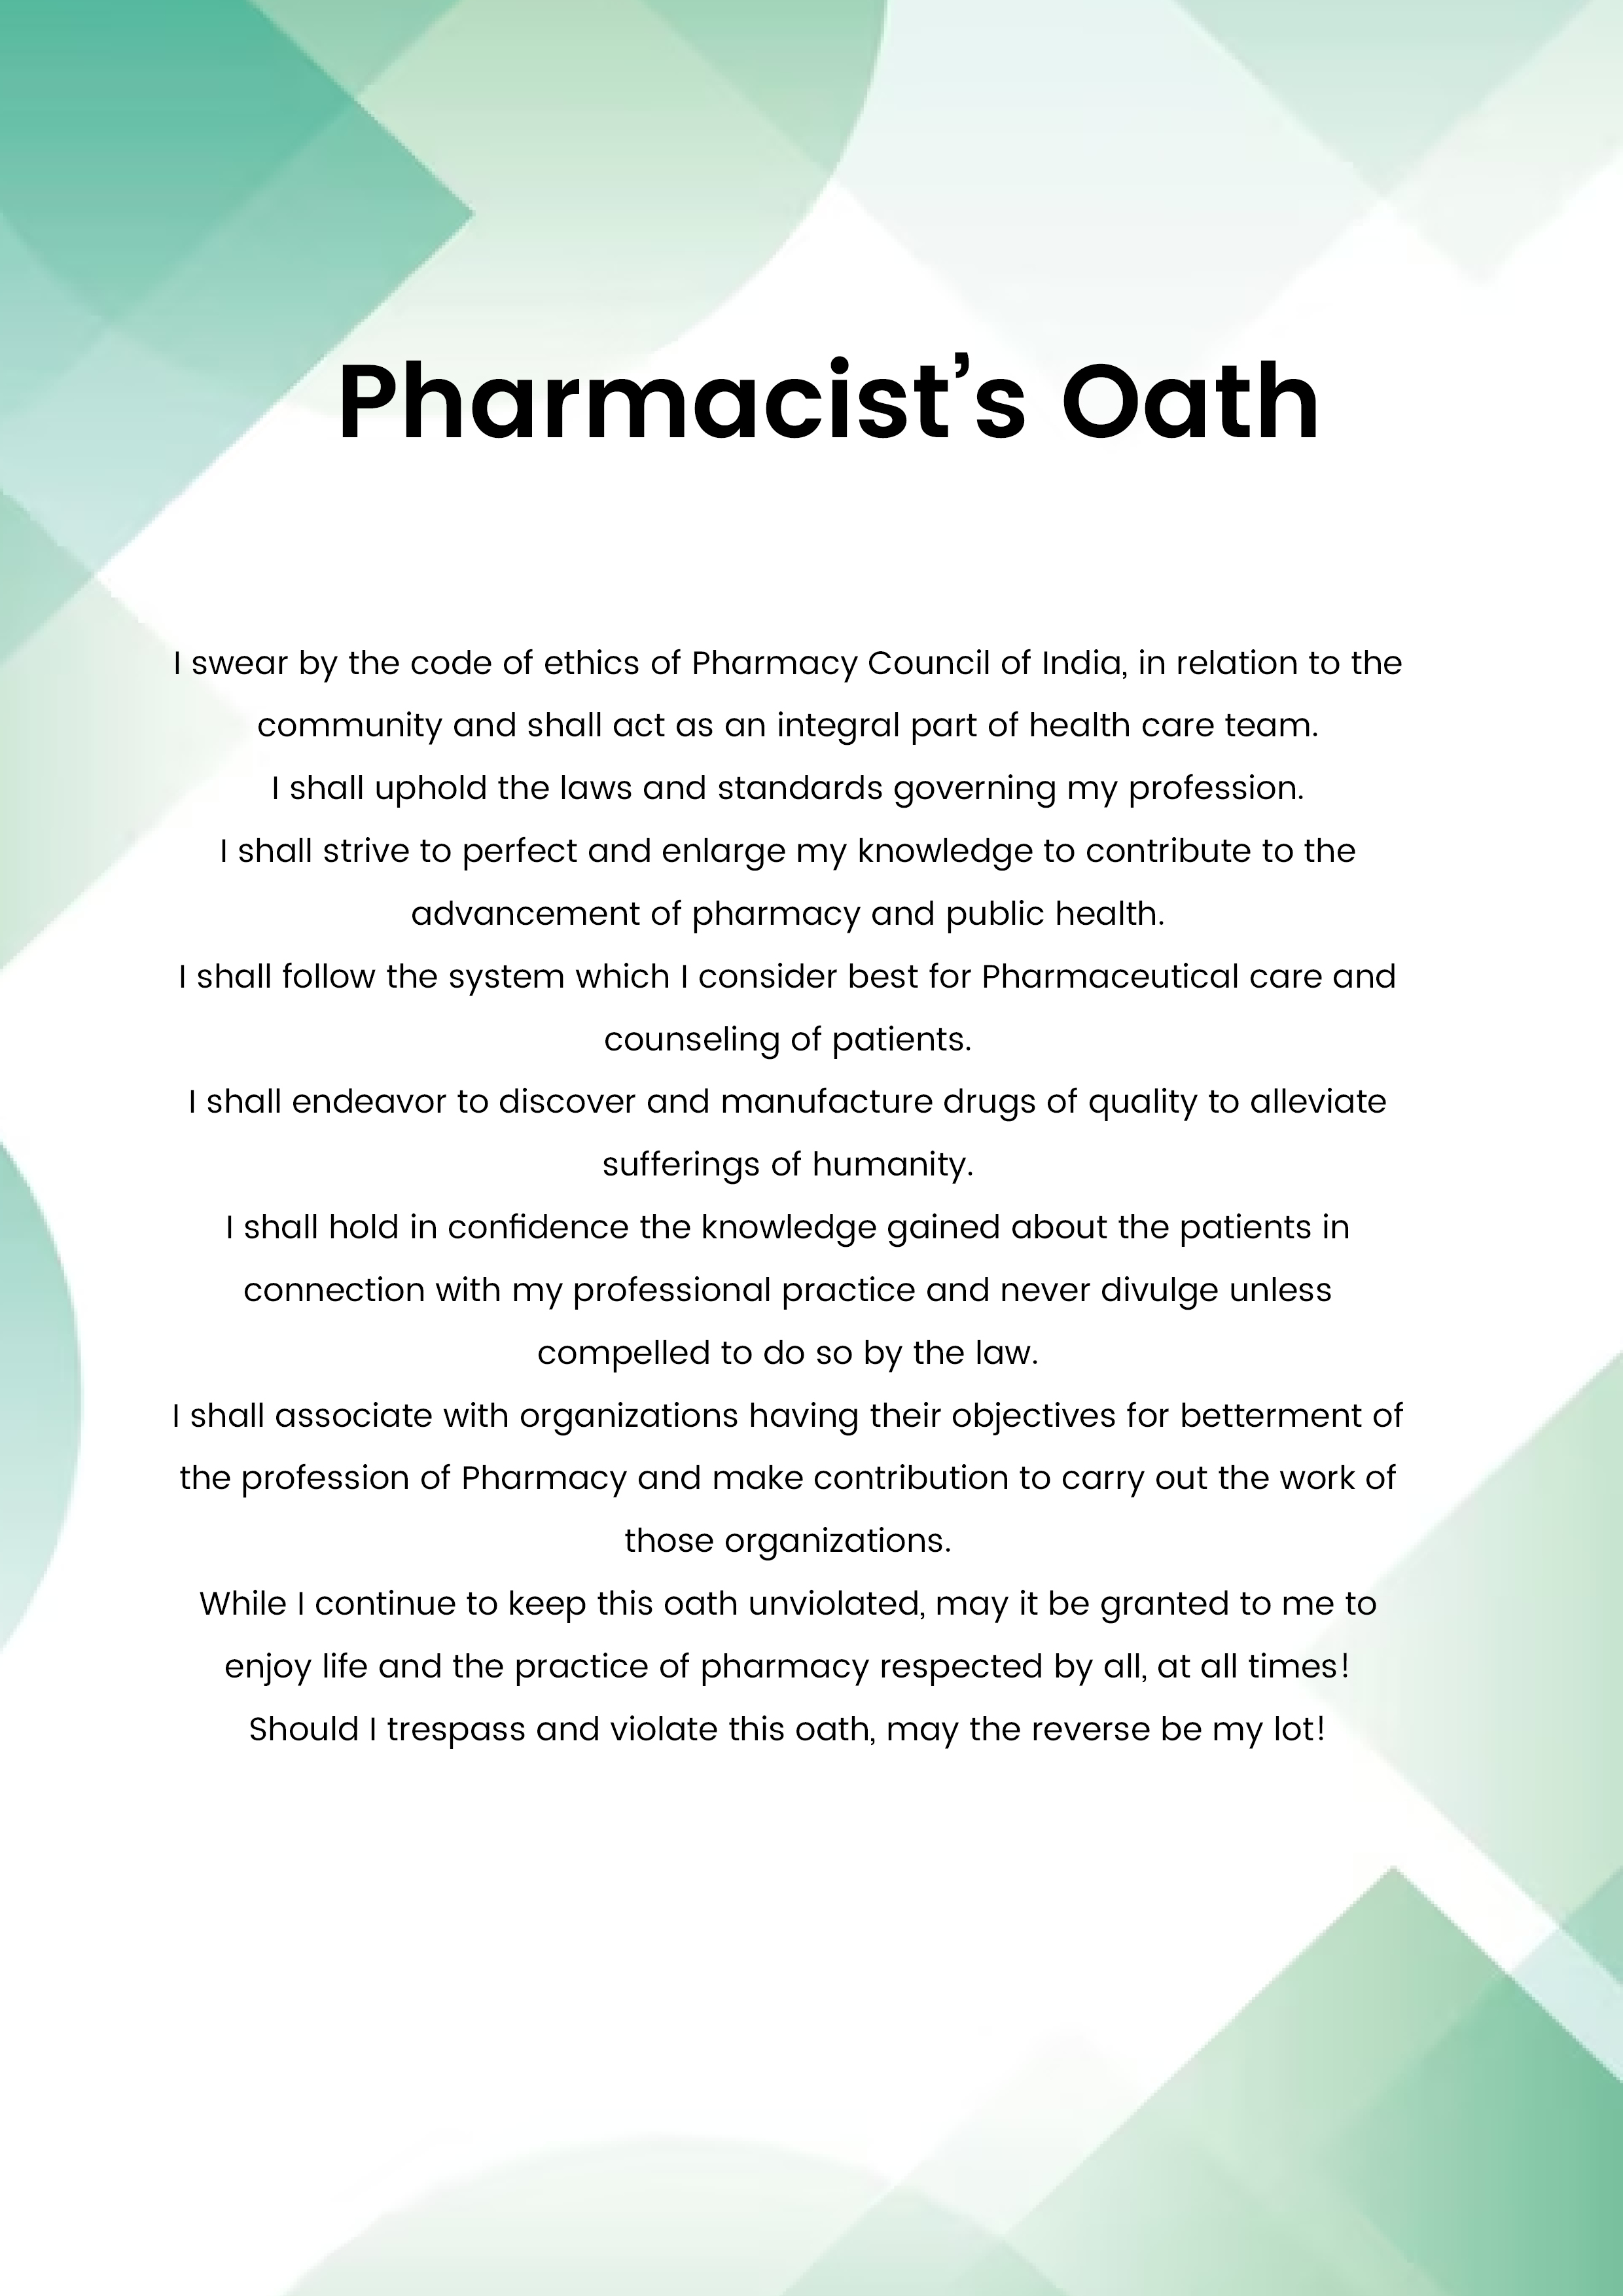 Pharmacist’s Oath
I swear by the code of ethics of Pharmacy Council of India, in relation to the
community and shall act as an integral part of health care team.
I shall uphold the laws and standards governing my profession.
I shall strive to perfect and enlarge my knowledge to contribute to the
advancement of pharmacy and public health.
I shall follow the system which I consider best for Pharmaceutical care and
counseling of patients.
I shall endeavor to discover and manufacture drugs of quality to alleviate
sufferings of humanity.
I shall hold in confidence the knowledge gained about the patients in
connection with my professional practice and never divulge unless
compelled to do so by the law.
I shall associate with organizations having their objectives for betterment of
the profession of Pharmacy and make contribution to carry out the work of
those organizations.
While I continue to keep this oath unviolated, may it be granted to me to
enjoy life and the practice of pharmacy respected by all, at all times!
Should I trespass and violate this oath, may the reverse be my lot!